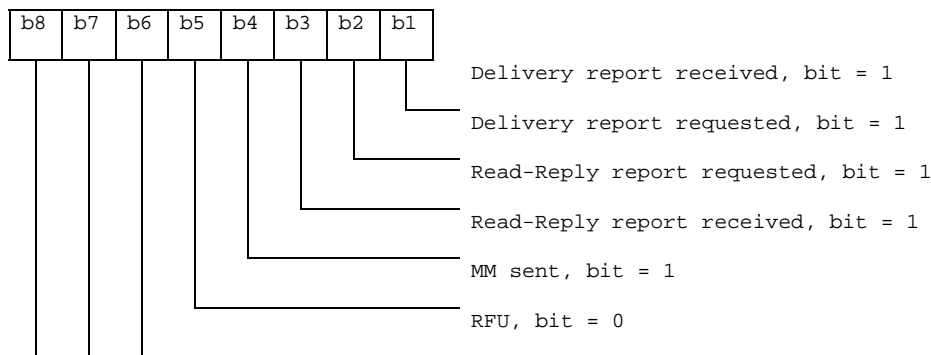 b8 b7 b6 b5 b4 b3 b2 b1
Delivery report received, bit = 1
Delivery report requested, bit = 1
Read-Reply report requested, bit = 1
Read-Reply report received, bit = 1
MM sent, bit = 1
RFU, bit = 0